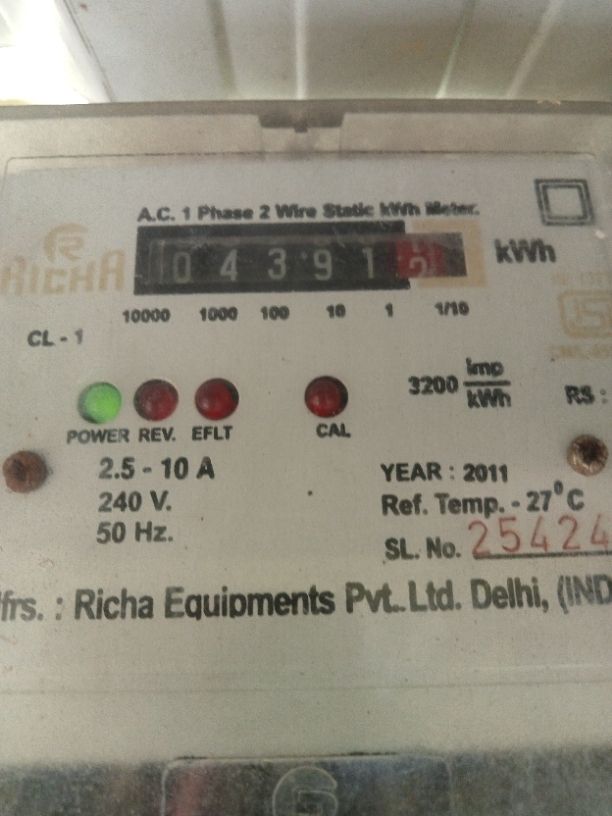 A.C. 1 Phase 2 Wire Static kWh Meter.
RICHA
0 4 3 9 1 2 kWh
10000 1000 100 10 1 1/10
CL - 1
3200 imp/kWh
RS :
POWER REV. EFLT CAL
2.5 - 10 A
240 V.
50 Hz.
YEAR : 2011
Ref. Temp. - 27°C
SL. No. 25424
Mfrs. : Richa Equipments Pvt. Ltd. Delhi, (IND